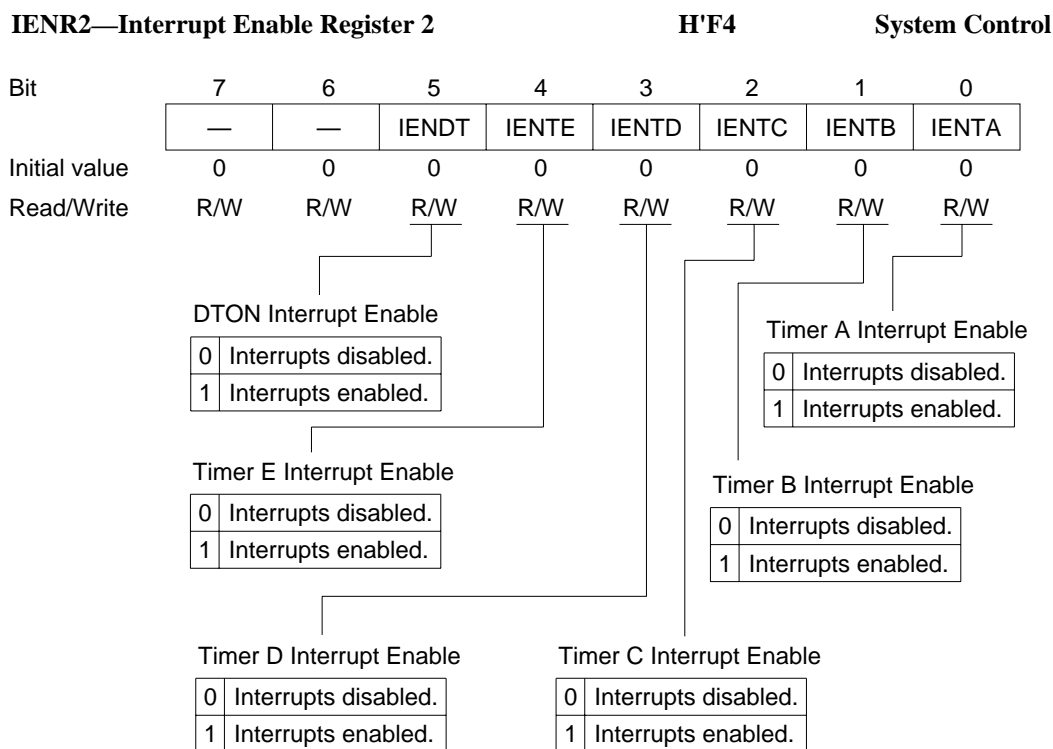 IENR2—Interrupt Enable Register 2 H'F4 System Control
Bit 7 6 5 4 3 2 1 0
— — IENDT IENTE IENTD IENTC IENTB IENTA
Initial value 0 0 0 0 0 0 0 0
Read/Write R/W R/W R/W R/W R/W R/W R/W R/W
DTON Interrupt Enable
0 Interrupts disabled.
1 Interrupts enabled.
Timer A Interrupt Enable
0 Interrupts disabled.
1 Interrupts enabled.
Timer E Interrupt Enable
0 Interrupts disabled.
1 Interrupts enabled.
Timer B Interrupt Enable
0 Interrupts disabled.
1 Interrupts enabled.
Timer D Interrupt Enable
0 Interrupts disabled.
1 Interrupts enabled.
Timer C Interrupt Enable
0 Interrupts disabled.
1 Interrupts enabled.